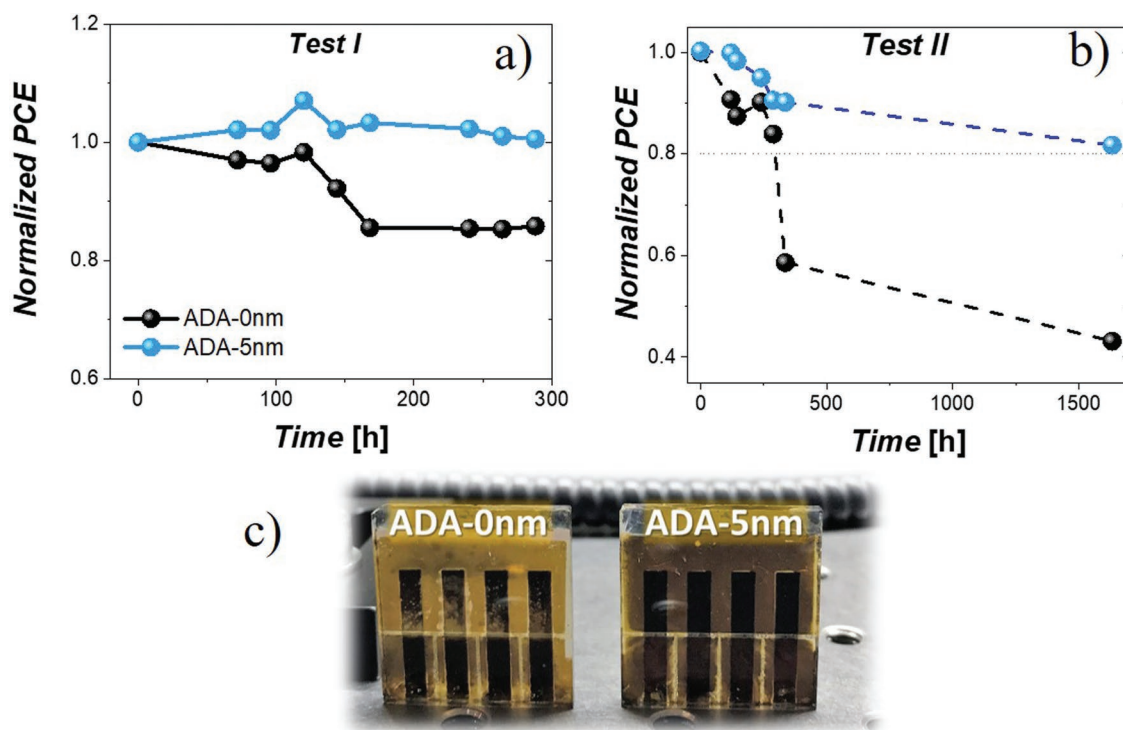 Test I
a)
1.2
1.0
0.8
0.6
Normalized PCE
ADA-0nm
ADA-5nm
0
100
200
300
Time [h]
Test II
b)
1.0
0.8
0.6
0.4
Normalized PCE
0
500
1000
1500
Time [h]
c)
ADA-0nm
ADA-5nm